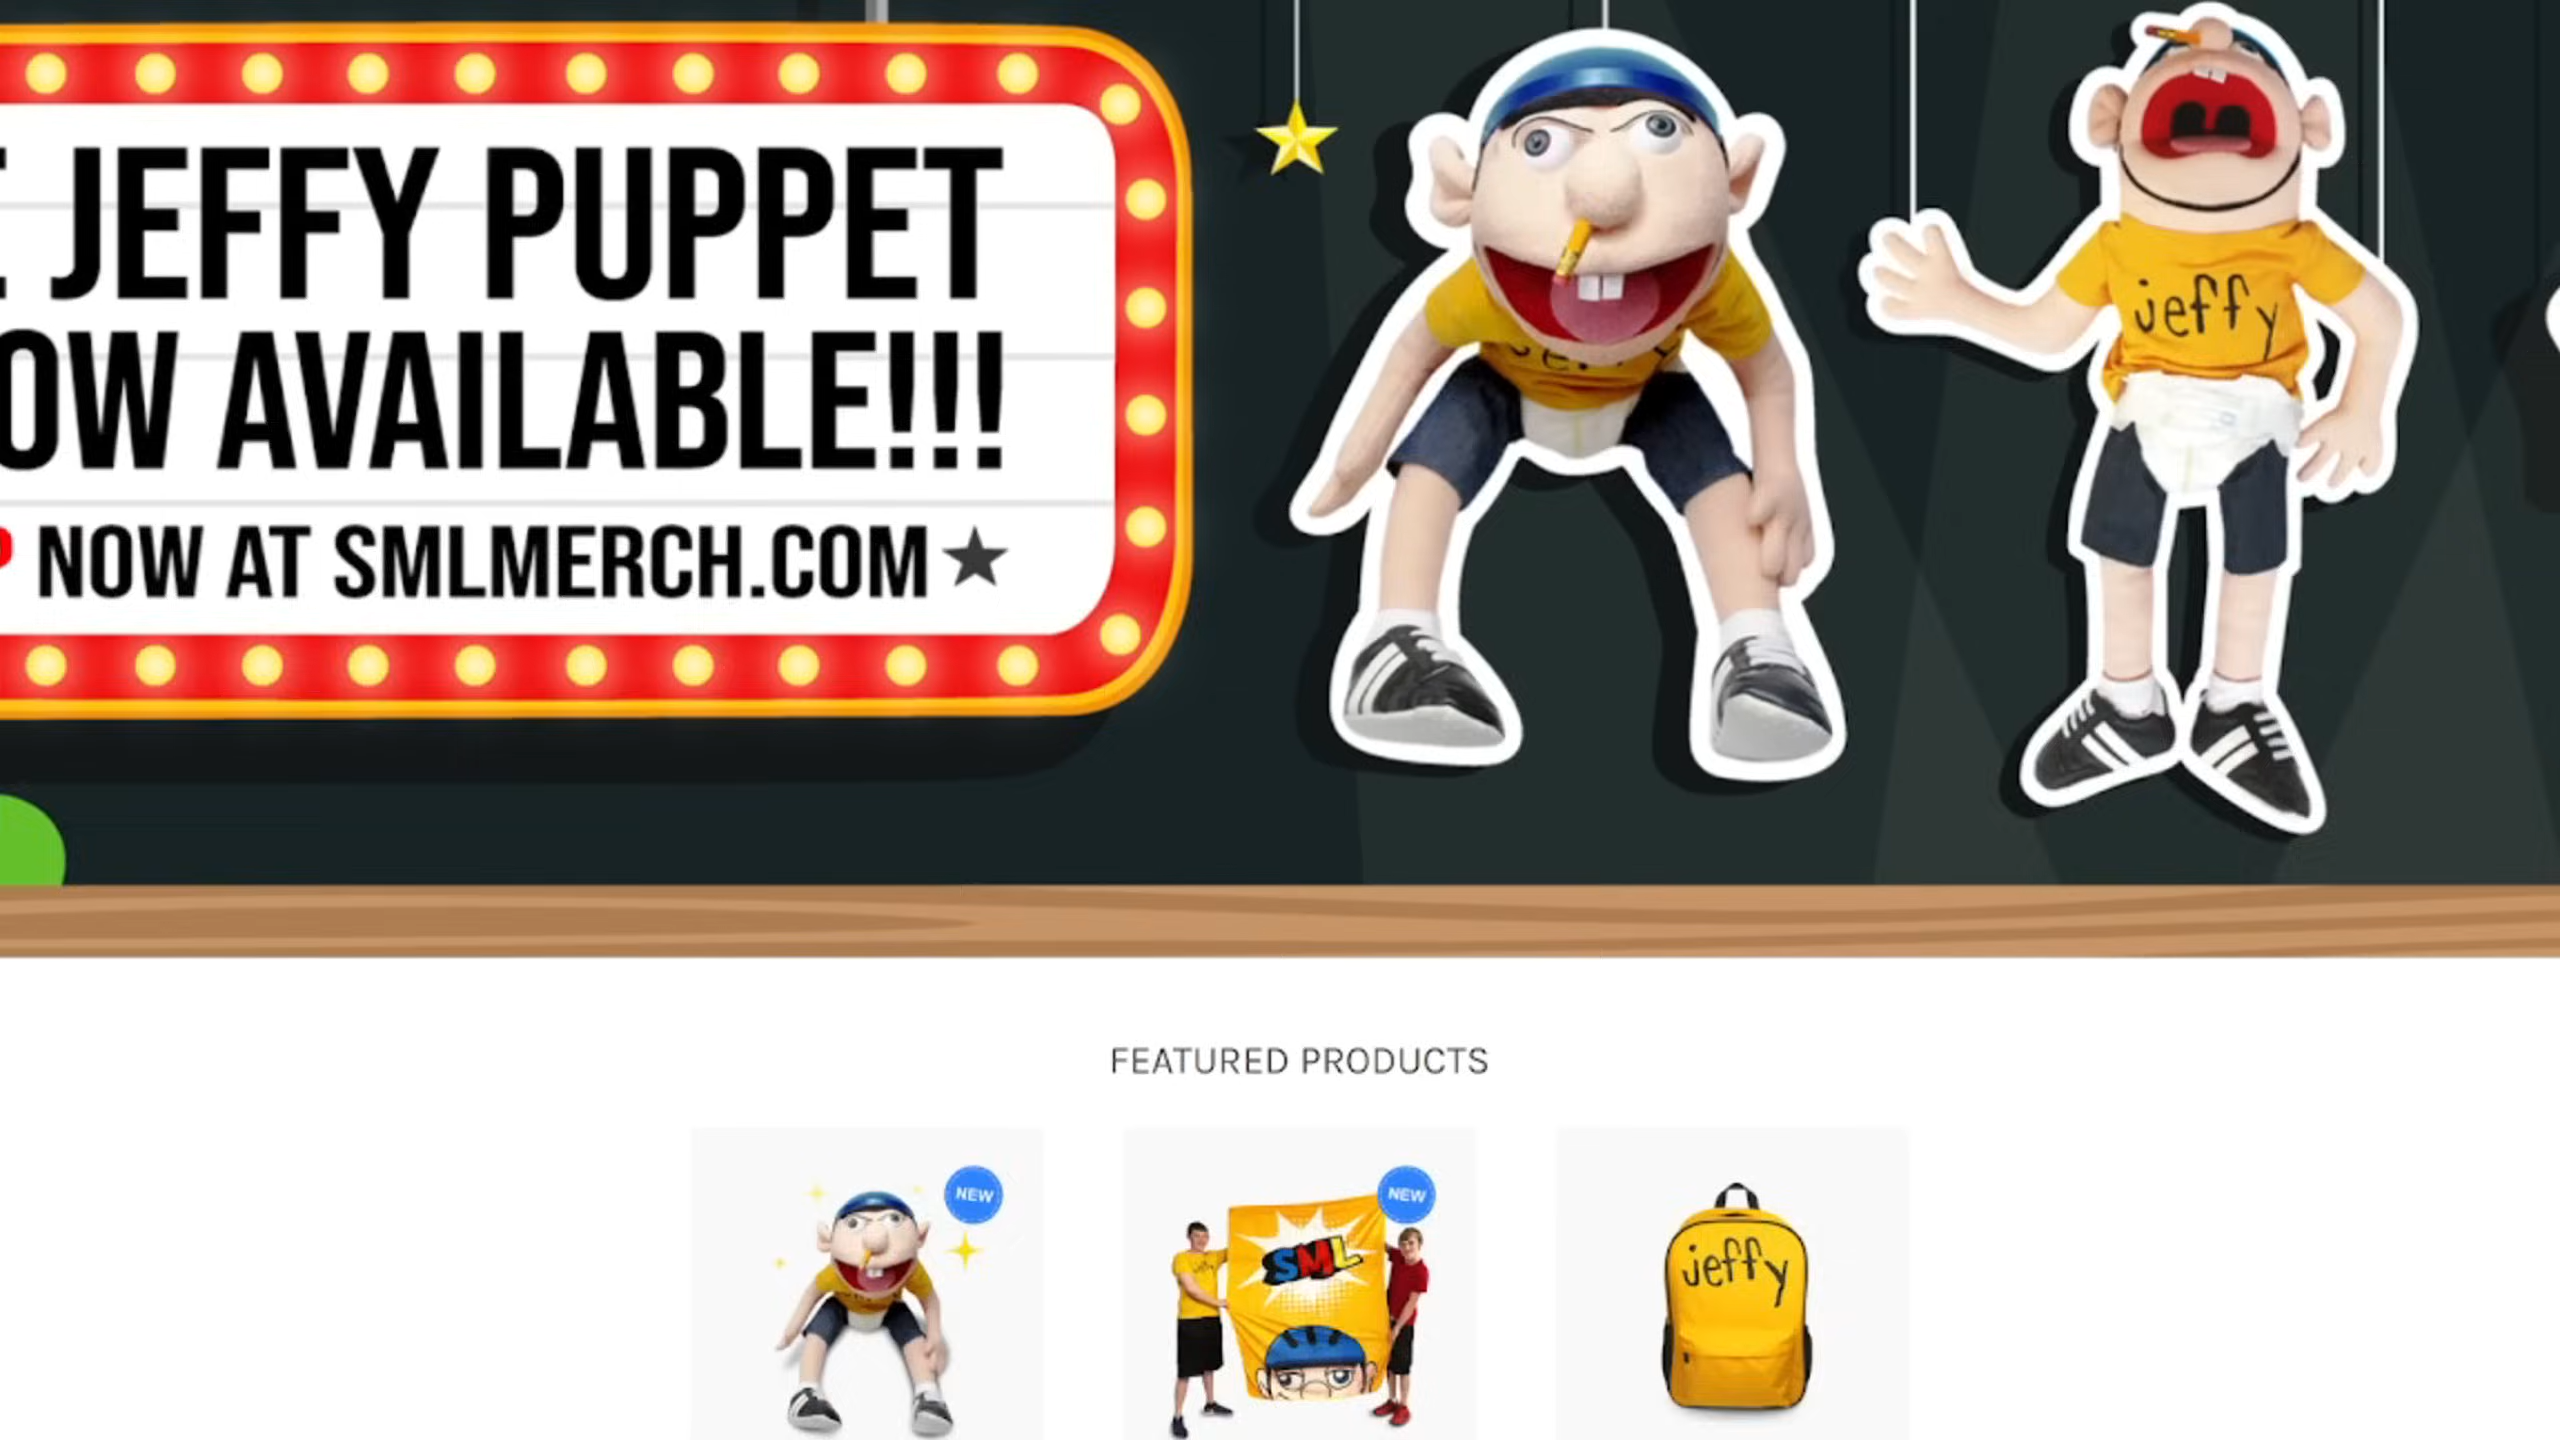 JEFFY PUPPET
OW AVAILABLE!!!
NOW AT SMLMERCH.COM
jeffy
FEATURED PRODUCTS
NEW
NEW
SML
jeffy